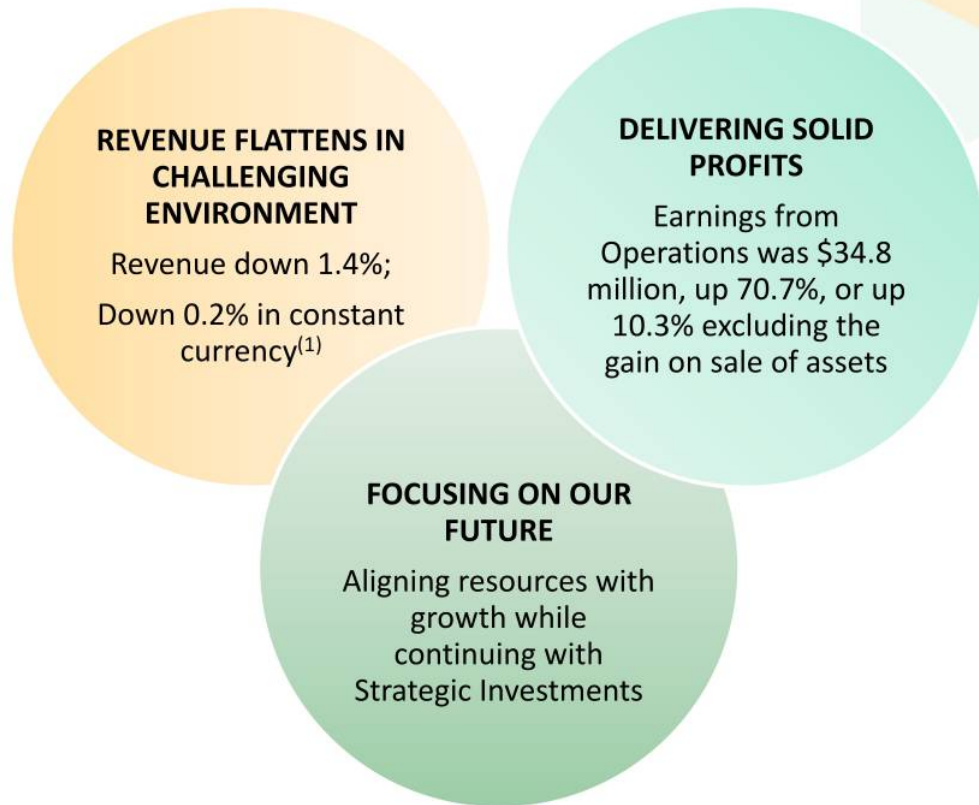 REVENUE FLATTENS IN
CHALLENGING
ENVIRONMENT
Revenue down 1.4%;
Down 0.2% in constant
currency(1)
DELIVERING SOLID
PROFITS
Earnings from
Operations was $34.8
million, up 70.7%, or up
10.3% excluding the
gain on sale of assets
FOCUSING ON OUR
FUTURE
Aligning resources with
growth while
continuing with
Strategic Investments